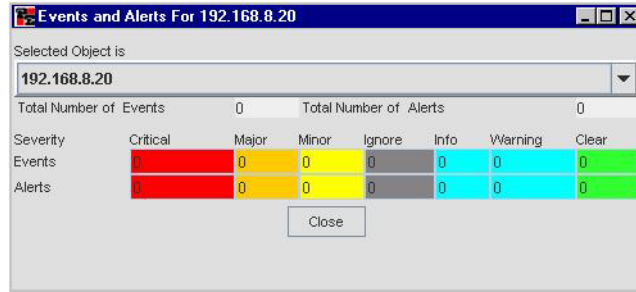 Events and Alerts For 192.168.8.20
Selected Object is
192.168.8.20
Total Number of Events 0 Total Number of Alerts 0
Severity Critical Major Minor Ignore Info Warning Clear
Events 0 0 0 0 0 0 0
Alerts 0 0 0 0 0 0 0
Close